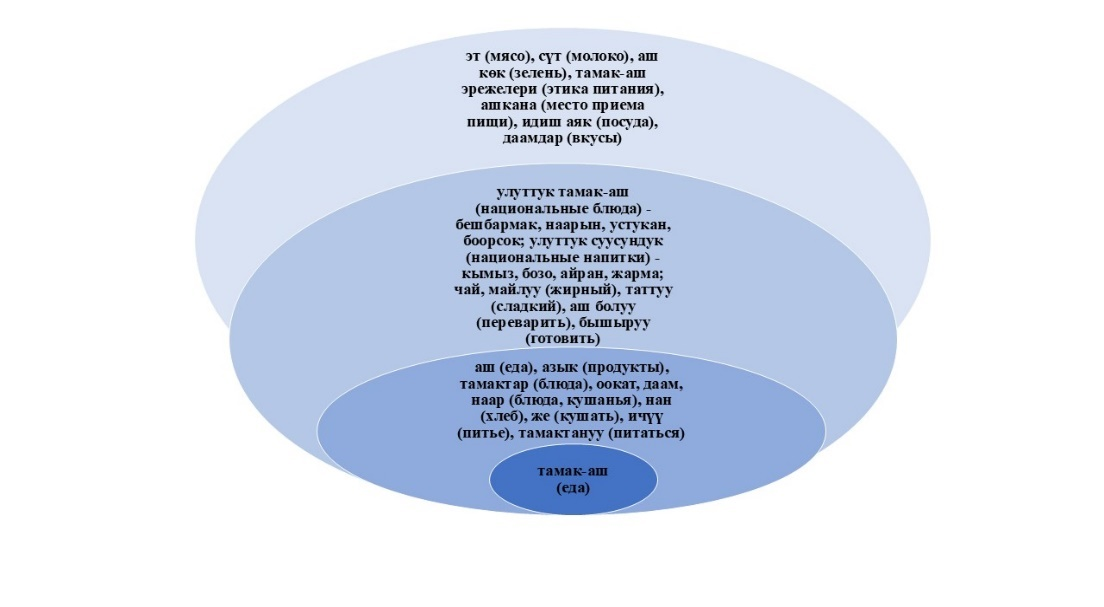 эт (мясо), сүт (молоко), аш
көк (зелень), тамак-аш
эрежелери (этика питания),
ашкана (место приема
пищи), идиш аяк (посуда),
даамдар (вкусы)
улуттук тамак-аш
(национальные блюда) -
бешбармак, наарын, устукан,
боорсок; улуттук суусундук
(национальные напитки) -
кымыз, бозо, айран, жарма;
чай, майлуу (жирный), таттуу
(сладкий), аш болуу
(переварить), бышыруу
(готовить)
аш (еда), азык (продукты),
тамактар (блюда), оокат, даам,
наар (блюда, кушанья), нан
(хлеб), же (кушать), ичүү
(питье), тамактануу (питаться)
тамак-аш
(еда)